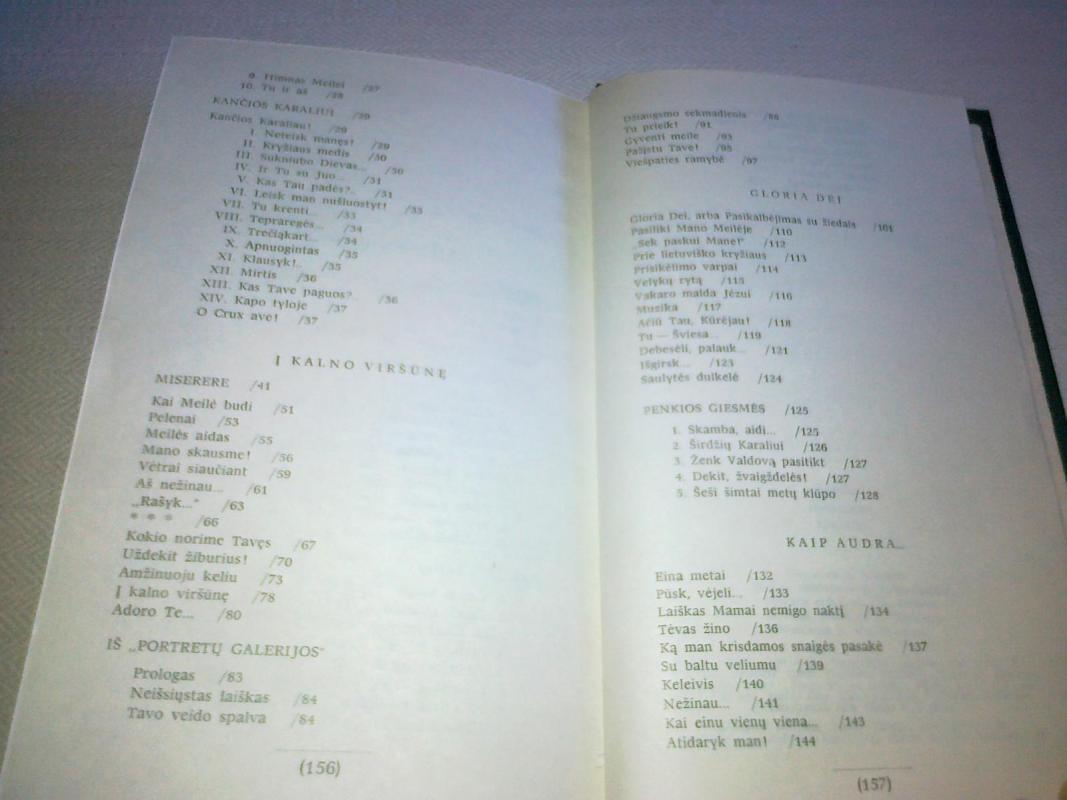 9. Himnas Meilei /27
10. Tu ir aš /28
KANČIOS KARALIUI /29
Kančios Karaliau! /29
I. Neteisk manęs! /29
II. Kryžiaus medis /30
III. Sukniubo Dievas... /30
IV. Ir Tu su Juo... /31
V. Kas Tau padės?.. /31
VI. Leisk man nušluostyt! /33
VII. Tu krenti... /33
VIII. Tepraregės... /34
IX. Trečiąkart... /34
X. Apnuogintas /35
XI. Klausyk!.. /35
XII. Mirtis /36
XIII. Kas Tave paguos?.. /36
XIV. Kapo tyloje /37
O Crux ave! /37
Į KALNO VIRŠŪNĘ
MISERERE /41
Kai Meilė budi /51
Pelenai /53
Meilės aidas /55
Mano skausme! /56
Vėtrai siaučiant /59
Aš nežinau... /61
„Rašyk..." /63
* * * /66
Kokio norime Tavęs /67
Uždekit žiburius! /70
Amžinuoju keliu /73
Į kalno viršūnę /78
Adoro Te... /80
IŠ „PORTRETŲ GALERIJOS"
Prologas /83
Neišsiųstas laiškas /84
Tavo veido spalva /84
(156)
Džiaugsmo sekmadienis /88
Tu prieik! /91
Gyventi meile /93
Pažįstu Tave! /95
Viešpaties ramybė /97
GLORIA DEI
Gloria Dei, arba Pasikalbėjimas su žiedais /101
Pasiliki Mano Meilėje /110
„Sek paskui Mane!" /112
Prie lietuviško kryžiaus /113
Prisikėlimo varpai /114
Velykų rytą /115
Vakaro malda Jėzui /116
Muzika /117
Ačiū Tau, Kūrėjau! /118
Tu — Šviesa... /119
Debesėli, palauk... /121
Išgirsk... /123
Saulytės dulkelė /124
PENKIOS GIESMĖS /125
1. Skamba, aidi... /125
2. Širdžių Karaliui /126
3. Ženk Valdovą pasitikt /127
4. Dekit, žvaigždelės! /127
5. Šeši šimtai metų klūpo /128
KAIP AUDRA...
Eina metai /132
Pūsk, vėjeli... /133
Laiškas Mamai nemigo naktį /134
Tėvas žino /136
Ką man krisdamos snaigės pasakė /137
Su baltu veliumu /139
Keleivis /140
Nežinau... /141
Kai einu vienų viena... /143
Atidaryk man! /144
(157)